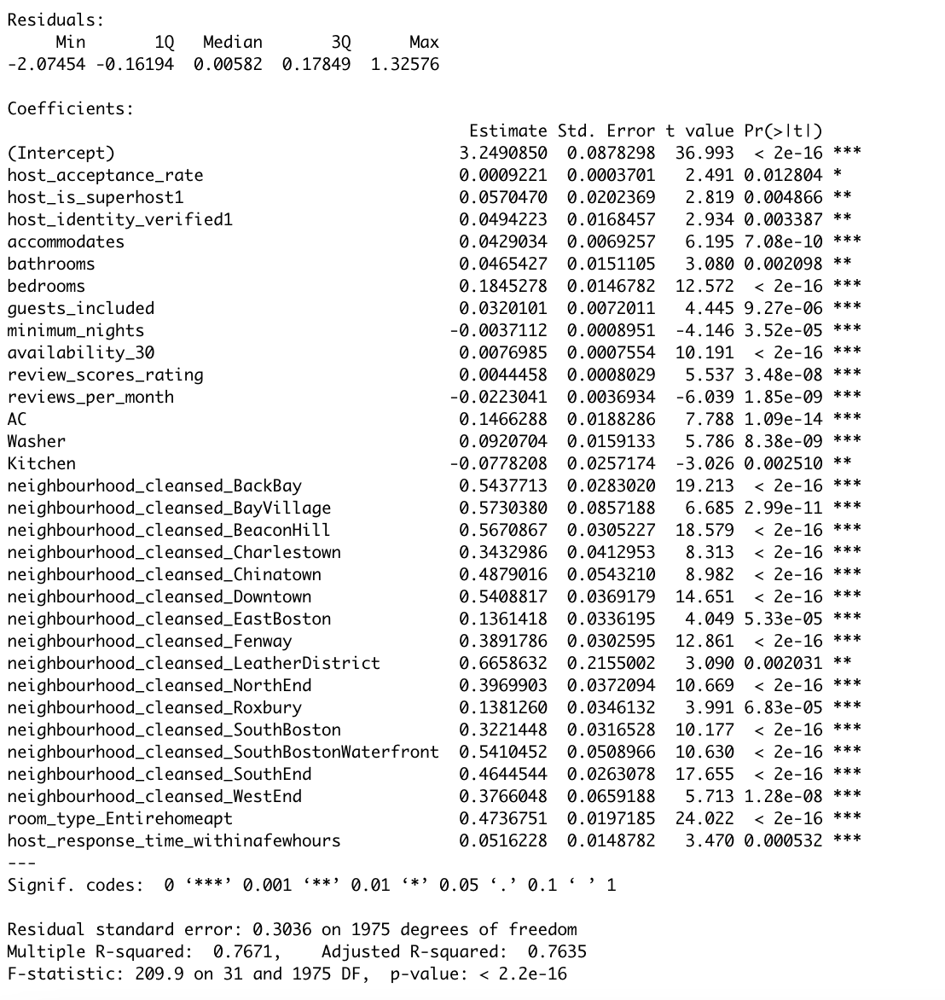 Residuals:
     Min       1Q   Median       3Q      Max
-2.07454 -0.16194  0.00582  0.17849  1.32576

Coefficients:
                                            Estimate Std. Error t value Pr(>|t|)
(Intercept)                                3.2490850  0.0878298  36.993  < 2e-16 ***
host_acceptance_rate                       0.0009221  0.0003701   2.491 0.012804 *
host_is_superhost1                         0.0570470  0.0202369   2.819 0.004866 **
host_identity_verified1                    0.0494223  0.0168457   2.934 0.003387 **
accommodates                               0.0429034  0.0069257   6.195 7.08e-10 ***
bathrooms                                  0.0465427  0.0151105   3.080 0.002098 **
bedrooms                                   0.1845278  0.0146782  12.572  < 2e-16 ***
guests_included                            0.0320101  0.0072011   4.445 9.27e-06 ***
minimum_nights                            -0.0037112  0.0008951  -4.146 3.52e-05 ***
availability_30                            0.0076985  0.0007554  10.191  < 2e-16 ***
review_scores_rating                       0.0044458  0.0008029   5.537 3.48e-08 ***
reviews_per_month                         -0.0223041  0.0036934  -6.039 1.85e-09 ***
AC                                         0.1466288  0.0188286   7.788 1.09e-14 ***
Washer                                     0.0920704  0.0159133   5.786 8.38e-09 ***
Kitchen                                   -0.0778208  0.0257174  -3.026 0.002510 **
neighbourhood_cleansed_BackBay             0.5437713  0.0283020  19.213  < 2e-16 ***
neighbourhood_cleansed_BayVillage          0.5730380  0.0857188   6.685 2.99e-11 ***
neighbourhood_cleansed_BeaconHill          0.5670867  0.0305227  18.579  < 2e-16 ***
neighbourhood_cleansed_Charlestown         0.3432986  0.0412953   8.313  < 2e-16 ***
neighbourhood_cleansed_Chinatown           0.4879016  0.0543210   8.982  < 2e-16 ***
neighbourhood_cleansed_Downtown            0.5408817  0.0369179  14.651  < 2e-16 ***
neighbourhood_cleansed_EastBoston          0.1361418  0.0336195   4.049 5.33e-05 ***
neighbourhood_cleansed_Fenway              0.3891786  0.0302595  12.861  < 2e-16 ***
neighbourhood_cleansed_LeatherDistrict     0.6658632  0.2155002   3.090 0.002031 **
neighbourhood_cleansed_NorthEnd            0.3969903  0.0372094  10.669  < 2e-16 ***
neighbourhood_cleansed_Roxbury             0.1381260  0.0346132   3.991 6.83e-05 ***
neighbourhood_cleansed_SouthBoston         0.3221448  0.0316528  10.177  < 2e-16 ***
neighbourhood_cleansed_SouthBostonWaterfront  0.5410452  0.0508966  10.630  < 2e-16 ***
neighbourhood_cleansed_SouthEnd            0.4644544  0.0263078  17.655  < 2e-16 ***
neighbourhood_cleansed_WestEnd             0.3766048  0.0659188   5.713 1.28e-08 ***
room_type_Entirehomeapt                    0.4736751  0.0197185  24.022  < 2e-16 ***
host_response_time_withinafewhours         0.0516228  0.0148782   3.470 0.000532 ***
---
Signif. codes:  0 ‘***’ 0.001 ‘**’ 0.01 ‘*’ 0.05 ‘.’ 0.1 ‘ ’ 1

Residual standard error: 0.3036 on 1975 degrees of freedom
Multiple R-squared:  0.7671,    Adjusted R-squared:  0.7635
F-statistic: 209.9 on 31 and 1975 DF,  p-value: < 2.2e-16